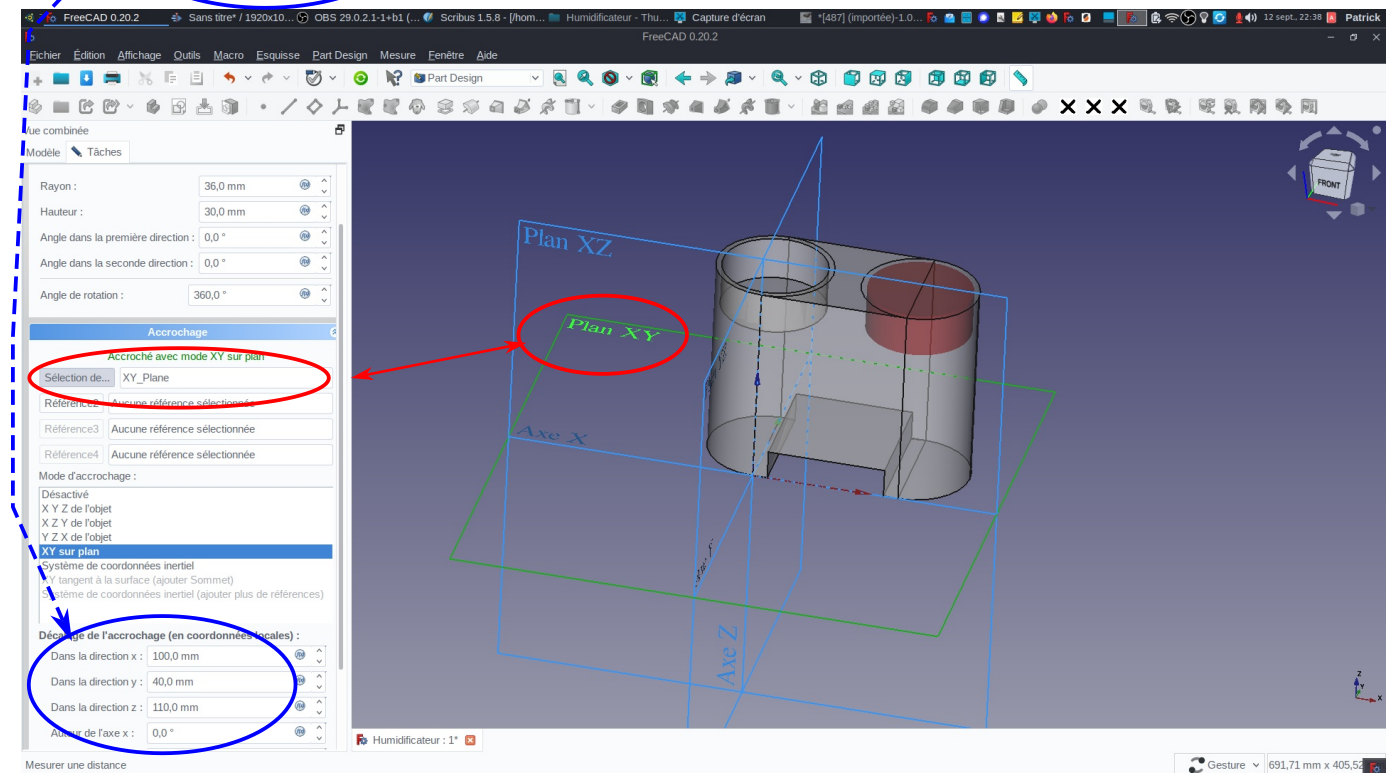 FreeCAD 0.20.2 Sans titre* / 1920x10... OBS 29.0.2.1-1+b1 (... Scribus 1.5.8 - [/hom... Humidificateur - Thu... Capture d'écran *[487] (importée)-1.0... 12 sept., 22:38 Patrick
FreeCAD 0.20.2
Fichier Édition Affichage Outils Macro Esquisse Part Design Mesure Fenêtre Aide
Part Design
Vue combinée
Modèle Tâches
Rayon : 36,0 mm
Hauteur : 30,0 mm
Angle dans la première direction : 0,0 °
Angle dans la seconde direction : 0,0 °
Angle de rotation : 360,0 °
Accrochage
Accroché avec mode XY sur plan
Sélection de... XY_Plane
Référence2 Aucune référence sélectionnée
Référence3 Aucune référence sélectionnée
Référence4 Aucune référence sélectionnée
Mode d'accrochage :
Désactivé
X Y Z de l'objet
X Z Y de l'objet
Y Z X de l'objet
XY sur plan
Système de coordonnées inertiel
XY tangent à la surface (ajouter Sommet)
Système de coordonnées inertiel (ajouter plus de références)
Décalage de l'accrochage (en coordonnées locales) :
Dans la direction x : 100,0 mm
Dans la direction y : 40,0 mm
Dans la direction z : 110,0 mm
Autour de l'axe x : 0,0 °
Plan XZ
Plan XY
Axe X
Axe Z
FRONT
Z
Y
X
Humidificateur : 1*
Mesurer une distance
Gesture 691,71 mm x 405,52